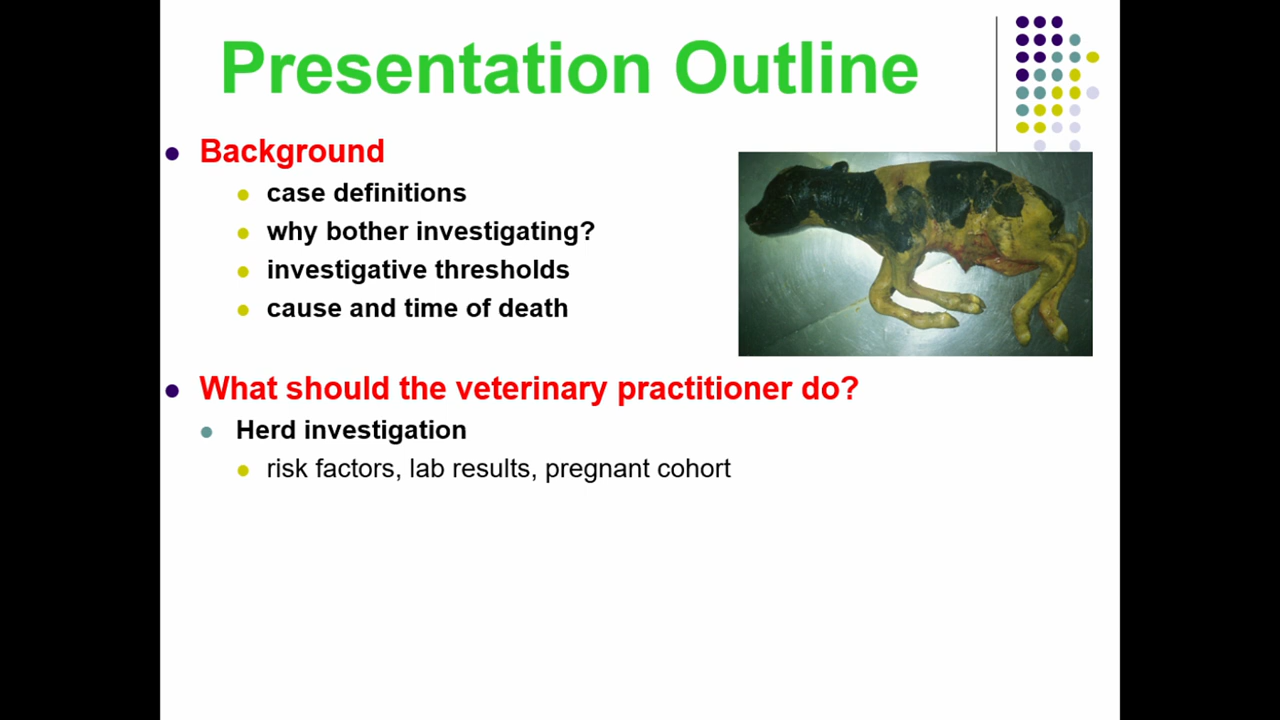 Presentation Outline
Background
case definitions
why bother investigating?
investigative thresholds
cause and time of death
What should the veterinary practitioner do?
Herd investigation
risk factors, lab results, pregnant cohort